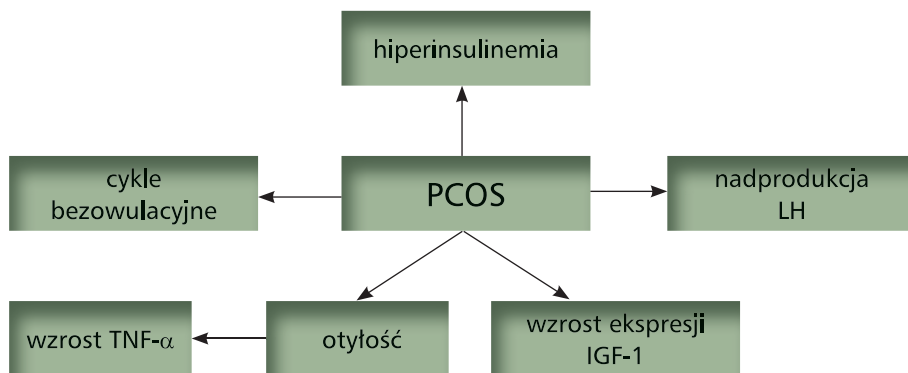 hiperinsulinemia
cykle
bezowulacyjne
PCOS
nadprodukcja
LH
wzrost TNF-α
otyłość
wzrost ekspresji
IGF-1